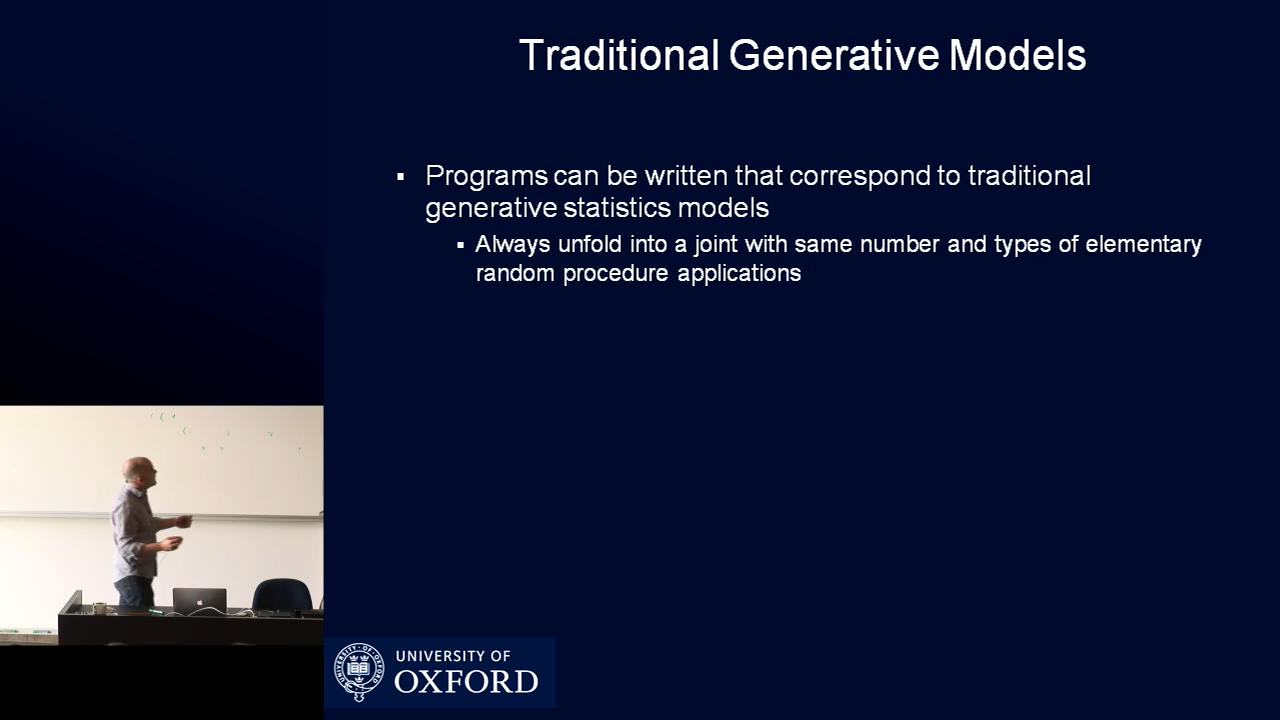 Traditional Generative Models
▪ Programs can be written that correspond to traditional
generative statistics models
▪ Always unfold into a joint with same number and types of elementary
random procedure applications
UNIVERSITY OF
OXFORD